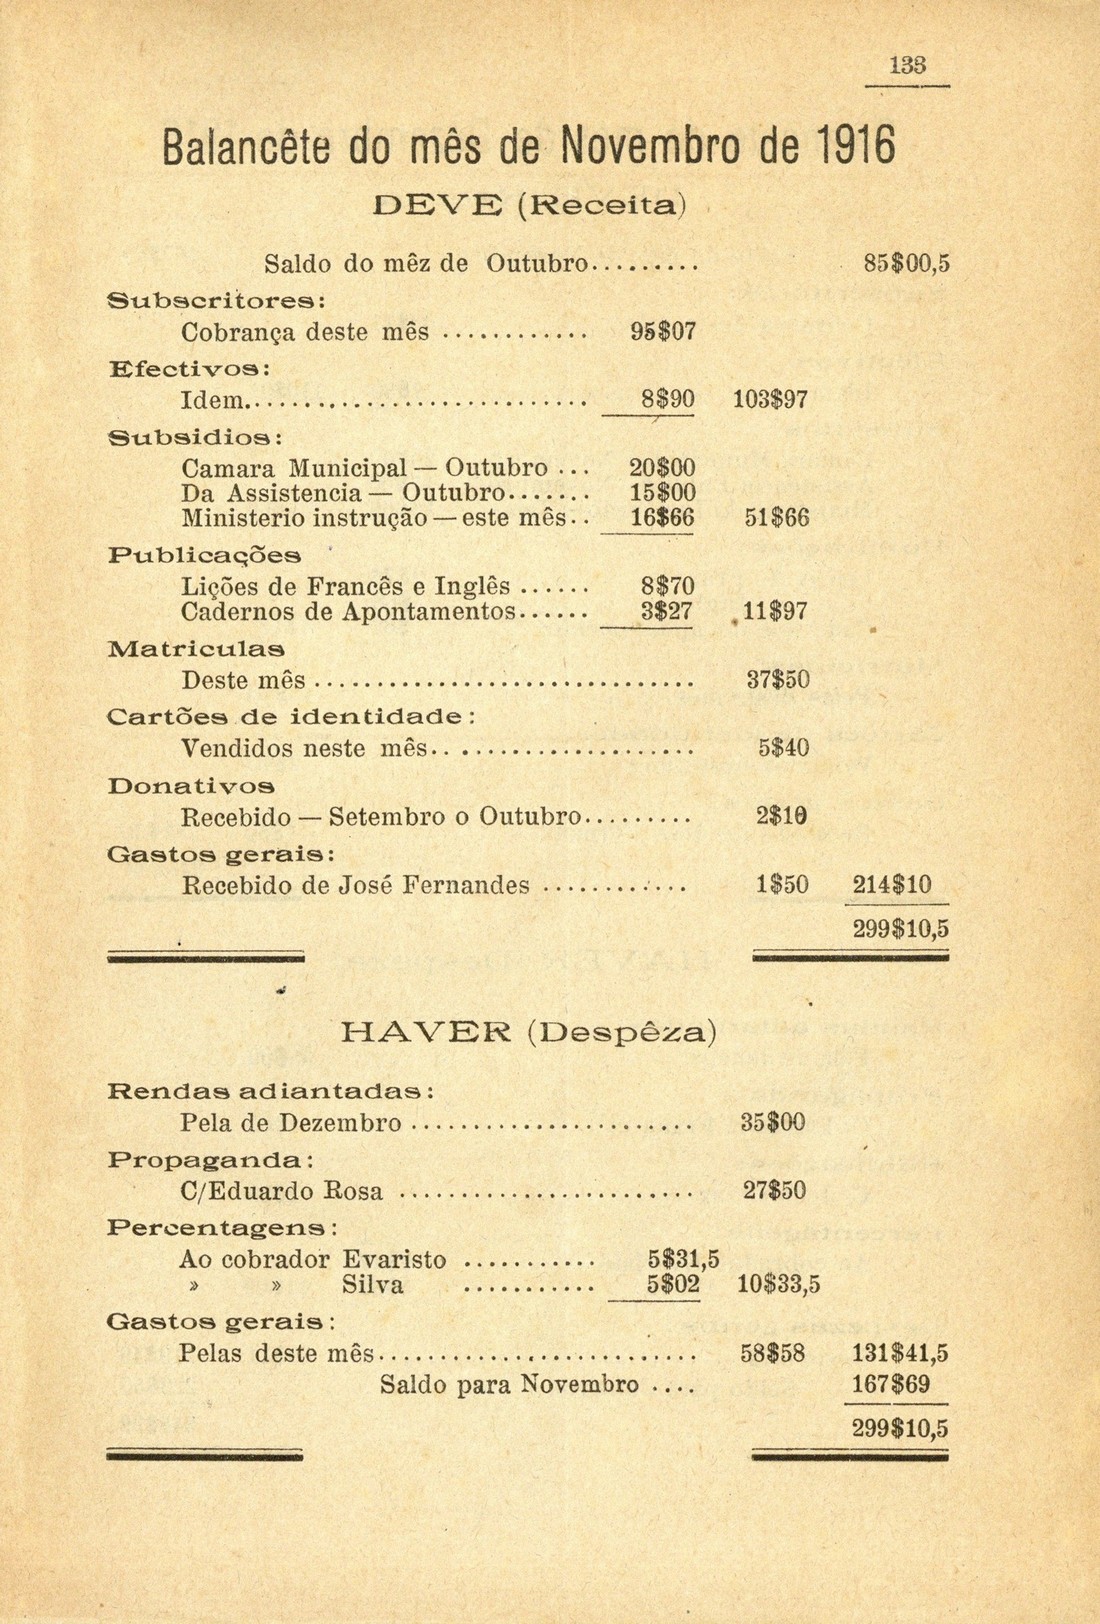 133
Balancête do mês de Novembro de 1916
DEVE (Receita)
Saldo do mêz de Outubro......... 85$00,5
Subscritores:
Cobrança deste mês ............ 95$07
Efectivos:
Idem............................ 8$90 103$97
Subsidios:
Camara Municipal — Outubro ... 20$00
Da Assistencia — Outubro....... 15$00
Ministerio instrução — este mês.. 16$66 51$66
Publicações
Lições de Francês e Inglês ...... 8$70
Cadernos de Apontamentos...... 3$27 11$97
Matriculas
Deste mês ............................... 37$50
Cartões de identidade:
Vendidos neste mês...................... 5$40
Donativos
Recebido — Setembro o Outubro......... 2$10
Gastos gerais:
Recebido de José Fernandes ............ 1$50 214$10
299$10,5
HAVER (Despêza)
Rendas adiantadas:
Pela de Dezembro ....................... 35$00
Propaganda:
C/Eduardo Rosa ........................ 27$50
Percentagens:
Ao cobrador Evaristo ........... 5$31,5
» » Silva ........... 5$02 10$33,5
Gastos gerais:
Pelas deste mês.......................... 58$58 131$41,5
Saldo para Novembro .... 167$69
299$10,5